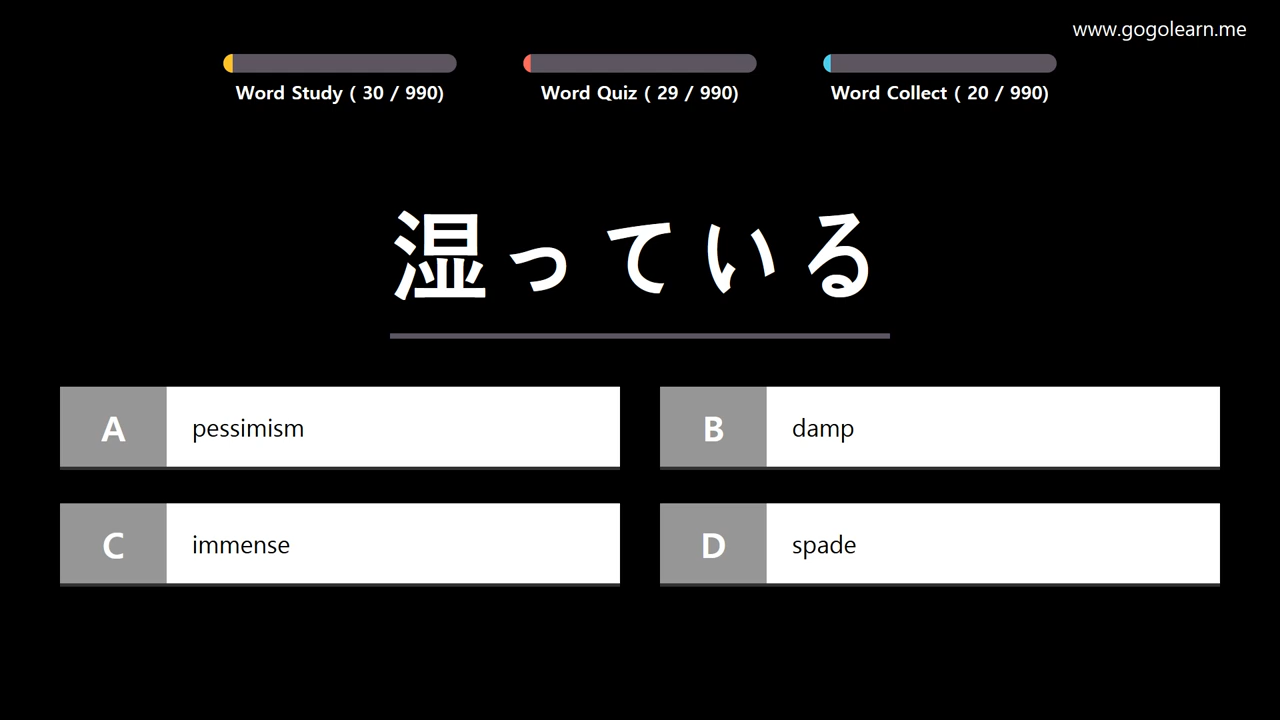 www.gogolearn.me
Word Study ( 30 / 990)
Word Quiz ( 29 / 990)
Word Collect ( 20 / 990)
湿っている
A pessimism
B damp
C immense
D spade